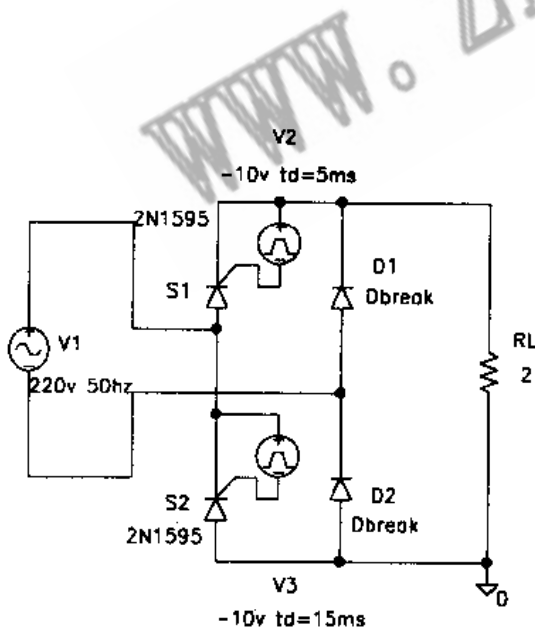 www.
V2
-10v td=5ms
2N1595
S1
D1
Dbreak
V1
220v 50hz
RL
2
S2
2N1595
D2
Dbreak
V3
-10v td=15ms
0